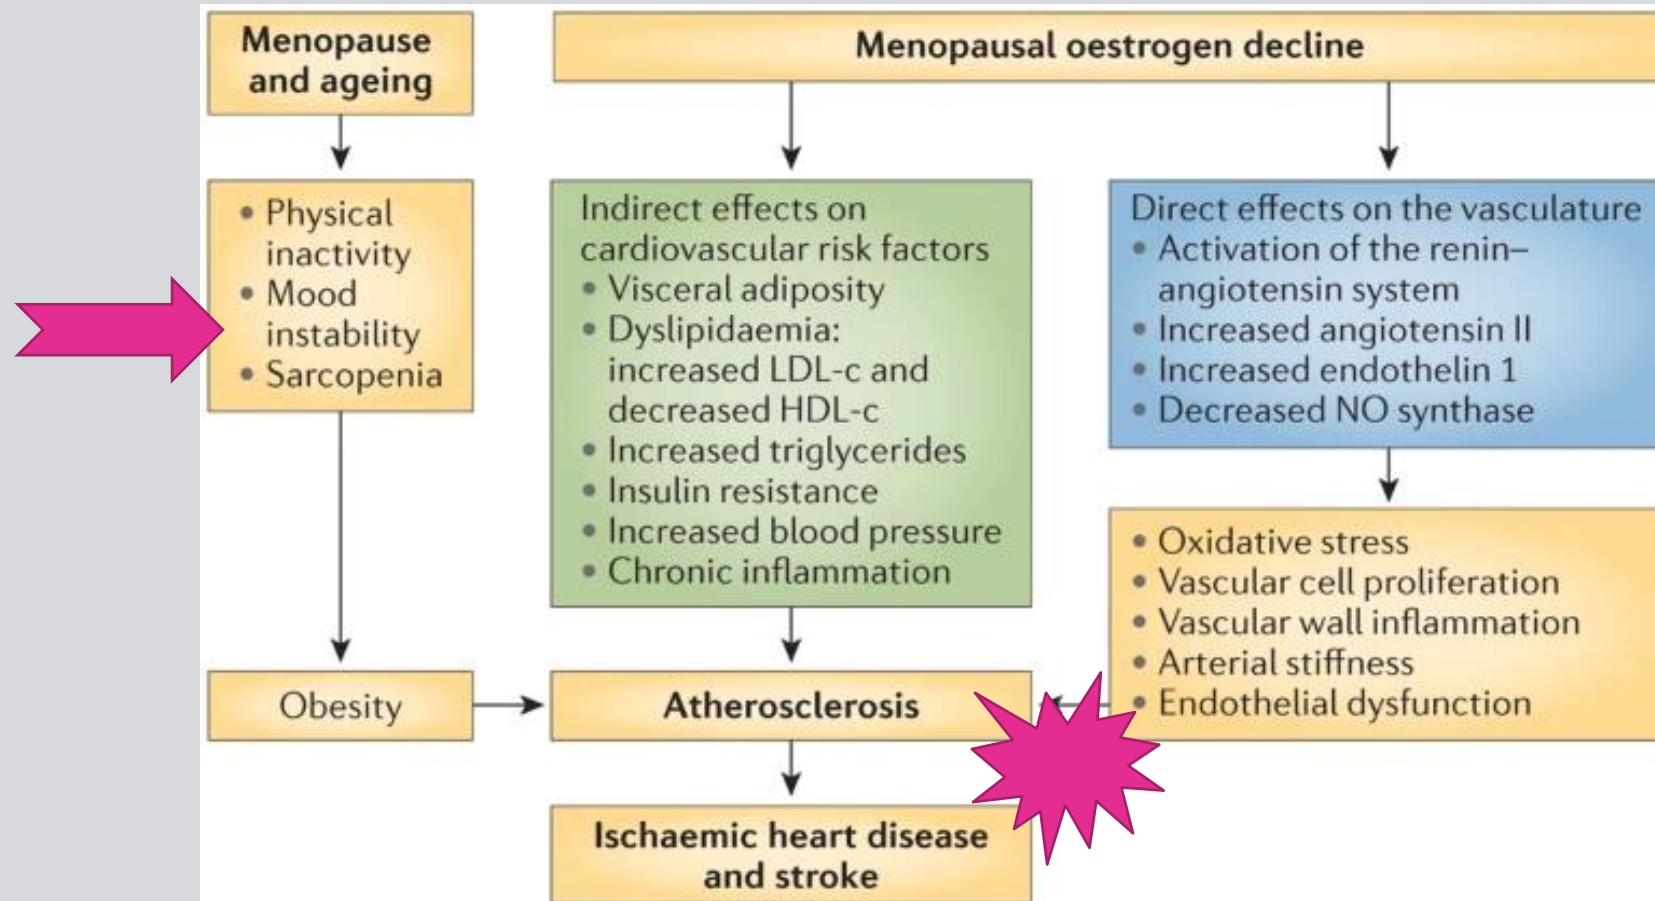 Menopause
and ageing
Menopausal oestrogen decline
• Physical
inactivity
• Mood
instability
• Sarcopenia
Indirect effects on
cardiovascular risk factors
• Visceral adiposity
• Dyslipidaemia:
increased LDL-c and
decreased HDL-c
• Increased triglycerides
• Insulin resistance
• Increased blood pressure
• Chronic inflammation
Direct effects on the vasculature
• Activation of the renin–
angiotensin system
• Increased angiotensin II
• Increased endothelin 1
• Decreased NO synthase
• Oxidative stress
• Vascular cell proliferation
• Vascular wall inflammation
• Arterial stiffness
• Endothelial dysfunction
Obesity
Atherosclerosis
Ischaemic heart disease
and stroke